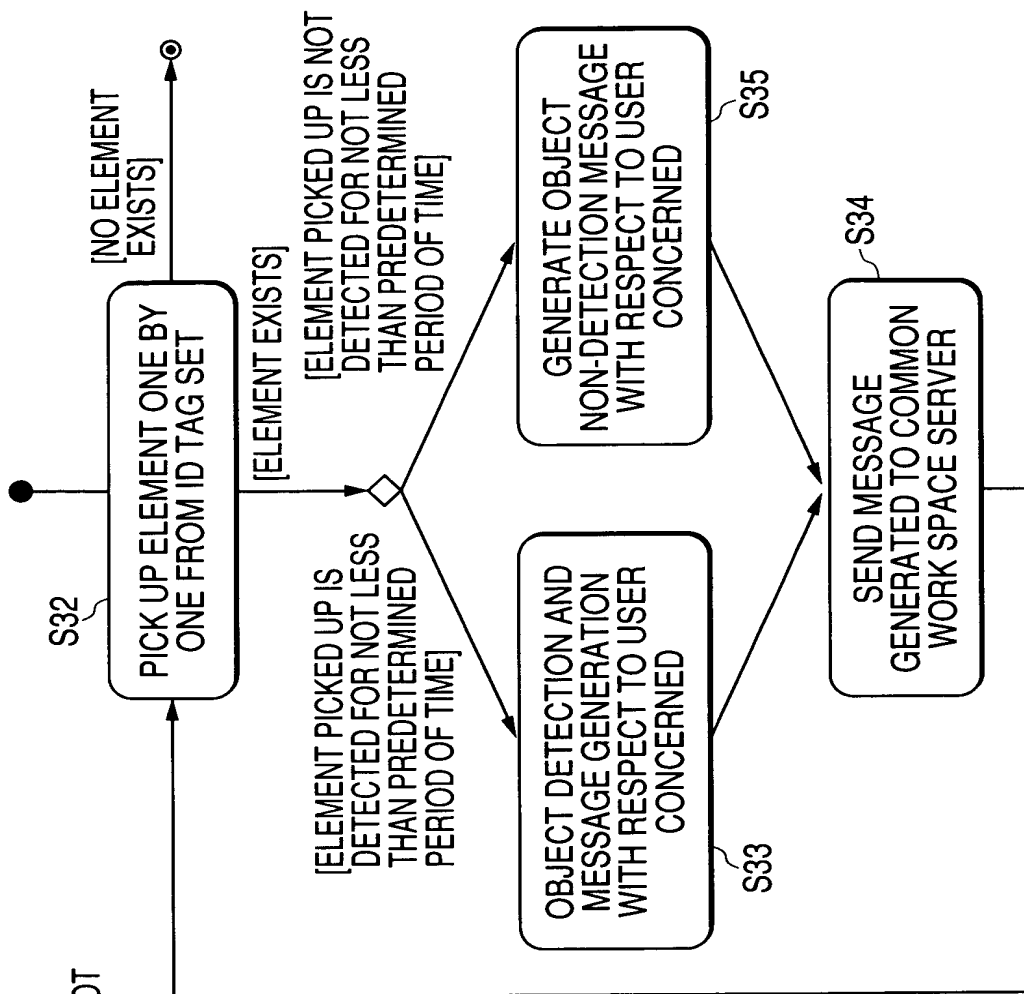 S32
PICK UP ELEMENT ONE BY
ONE FROM ID TAG SET
[NO ELEMENT
EXISTS]
[ELEMENT EXISTS]
[ELEMENT PICKED UP IS
DETECTED FOR NOT LESS
THAN PREDETERMINED
PERIOD OF TIME]
[ELEMENT PICKED UP IS NOT
DETECTED FOR NOT LESS
THAN PREDETERMINED
PERIOD OF TIME]
OBJECT DETECTION AND
MESSAGE GENERATION
WITH RESPECT TO USER
CONCERNED
S33
GENERATE OBJECT
NON-DETECTION MESSAGE
WITH RESPECT TO USER
CONCERNED
S35
SEND MESSAGE
GENERATED TO COMMON
WORK SPACE SERVER
S34